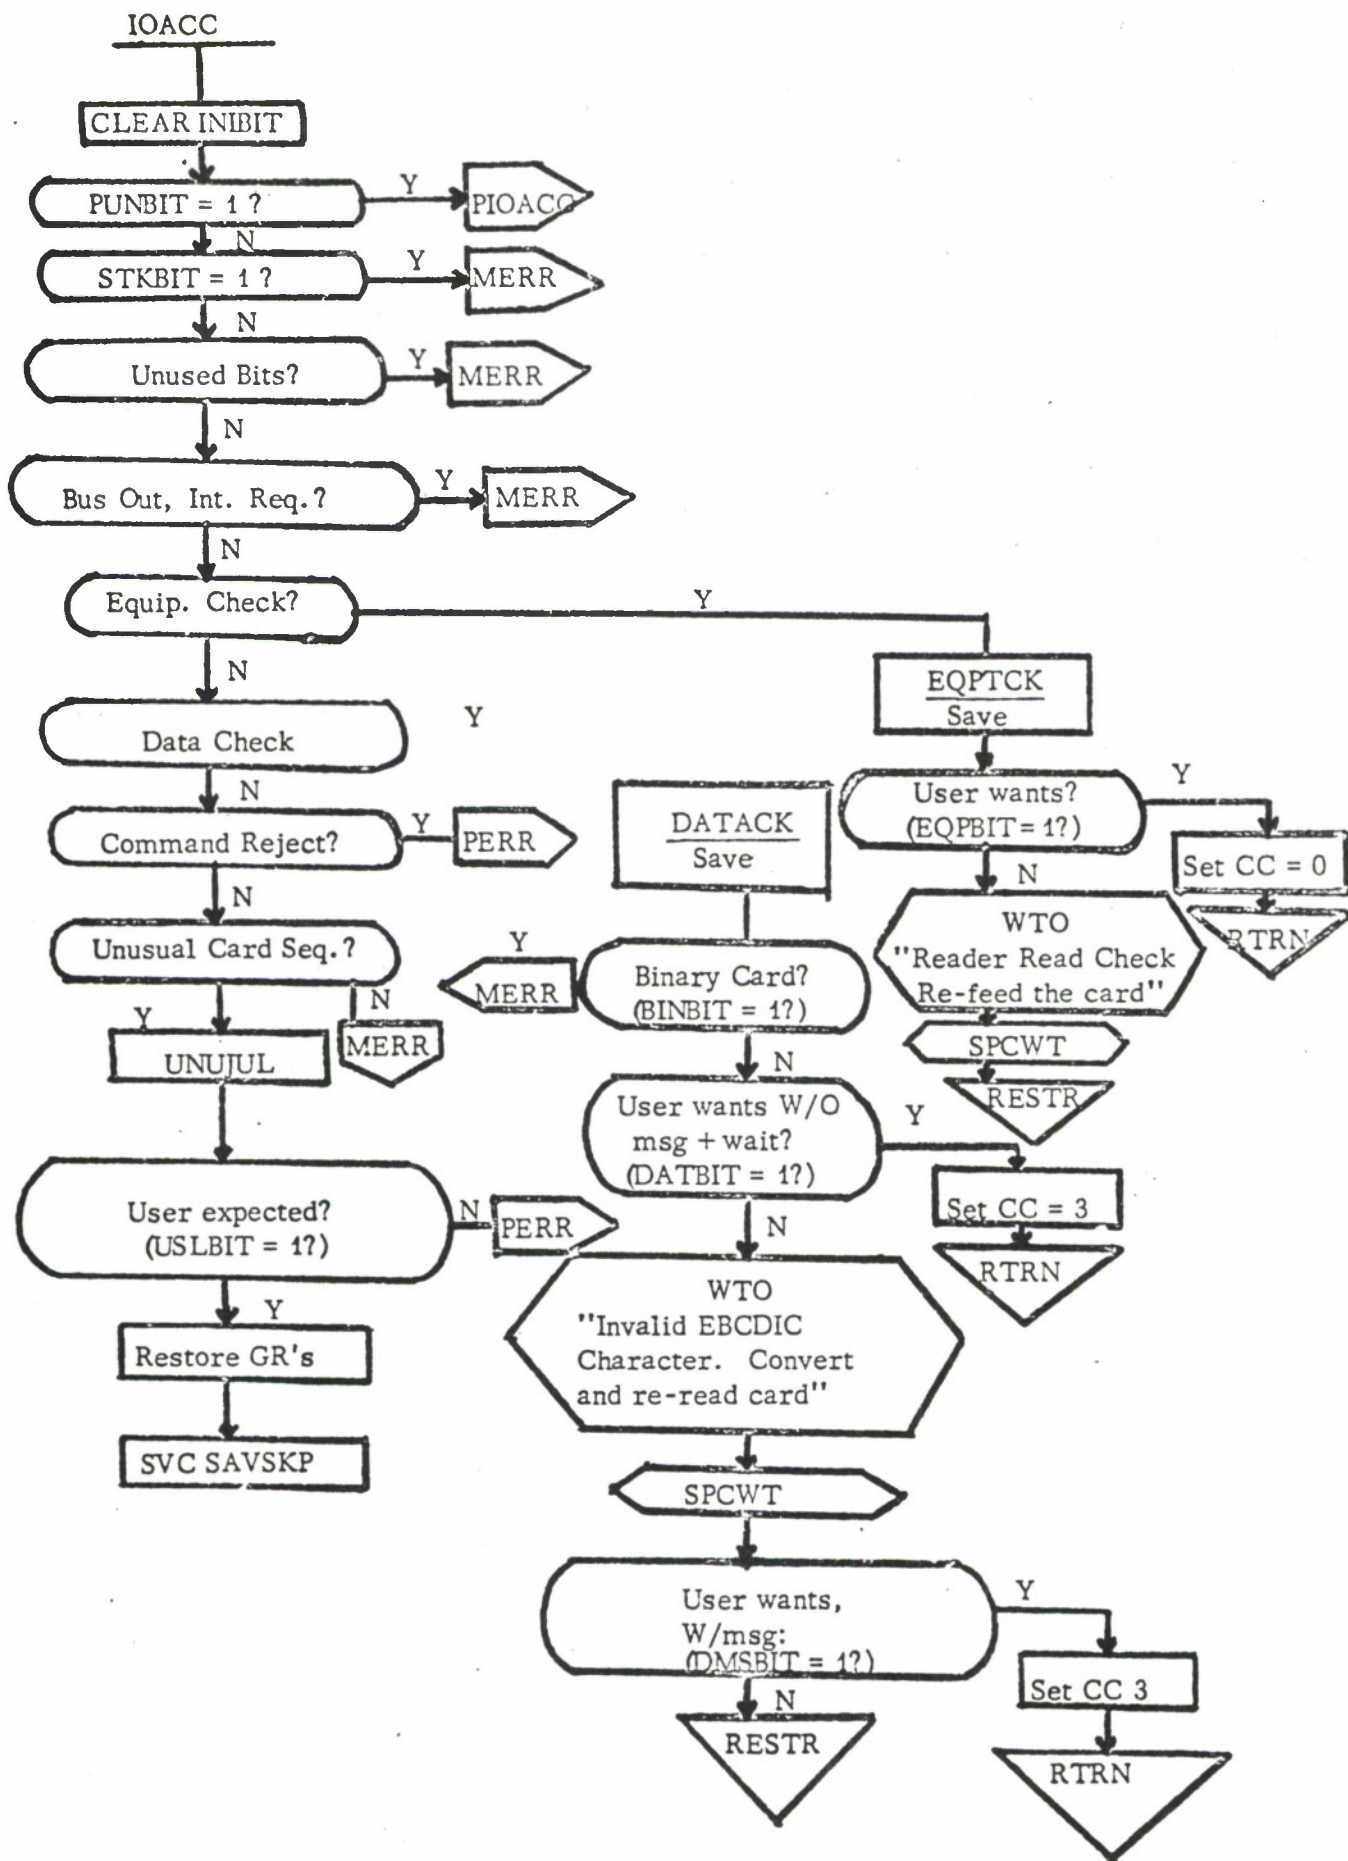 IOACC
CLEAR INIBIT
PUNBIT = 1 ?
Y
PIOACC
N
STKBIT = 1 ?
Y
MERR
N
Unused Bits?
Y
MERR
N
Bus Out, Int. Req.?
Y
MERR
N
Equip. Check?
Y
N
EQPTCK
Save
Data Check
Y
N
Command Reject?
Y
PERR
N
Unusual Card Seq.?
Y
N
UNUJUL
MERR
User expected?
(USLBIT = 1?)
N
PERR
Y
Restore GR's
SVC SAVSKP
DATACK
Save
Binary Card?
(BINBIT = 1?)
Y
MERR
N
User wants W/O
msg + wait?
(DATBIT = 1?)
Y
Set CC = 3
RTRN
N
WTO
"Invalid EBCDIC
Character. Convert
and re-read card"
SPCWT
User wants,
W/msg:
(DMSBIT = 1?)
Y
Set CC 3
RTRN
N
RESTR
User wants?
(EQPBIT = 1?)
Y
Set CC = 0
RTRN
N
WTO
"Reader Read Check
Re-feed the card"
SPCWT
RESTR